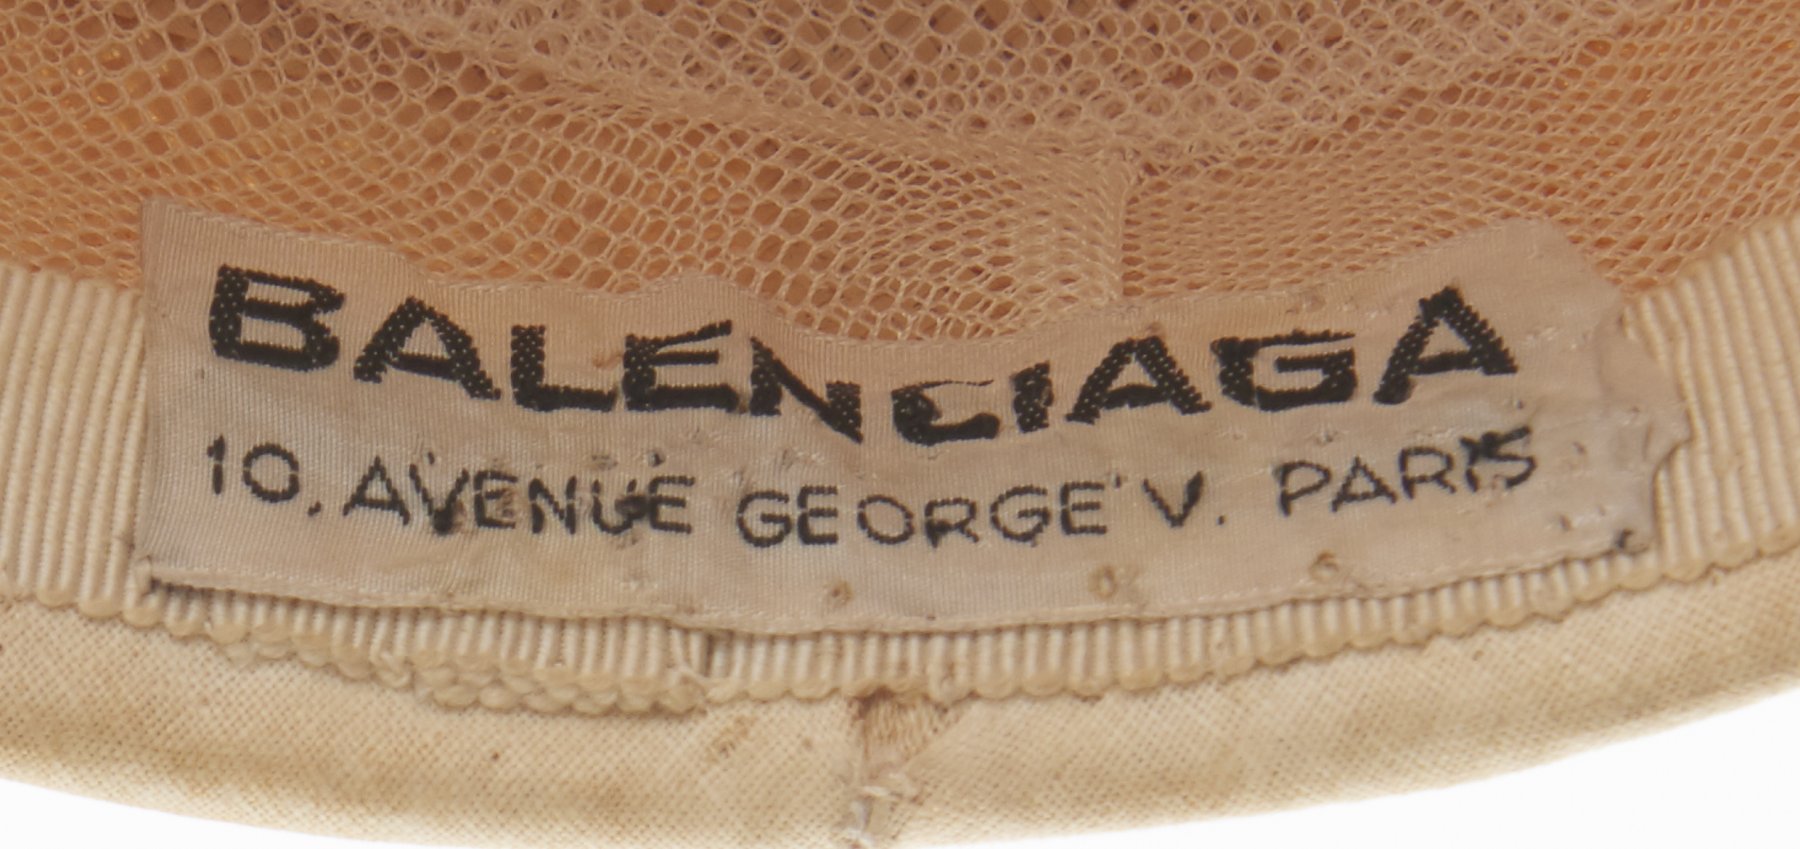 BALENCIAGA
10, AVENUE GEORGE V. PARIS